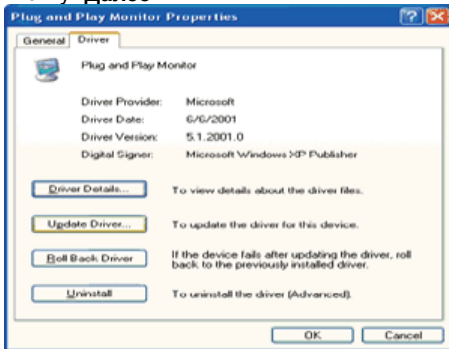 Plug and Play Monitor Properties
General Driver
Plug and Play Monitor
Driver Provider: Microsoft
Driver Date: 6/6/2001
Driver Version: 5.1.2001.0
Digital Signer: Microsoft Windows XP Publisher
Driver Details... To view details about the driver files.
Update Driver... To update the driver for this device.
Roll Back Driver If the device fails after updating the driver, roll
back to the previously installed driver.
Uninstall To uninstall the driver (Advanced).
OK Cancel